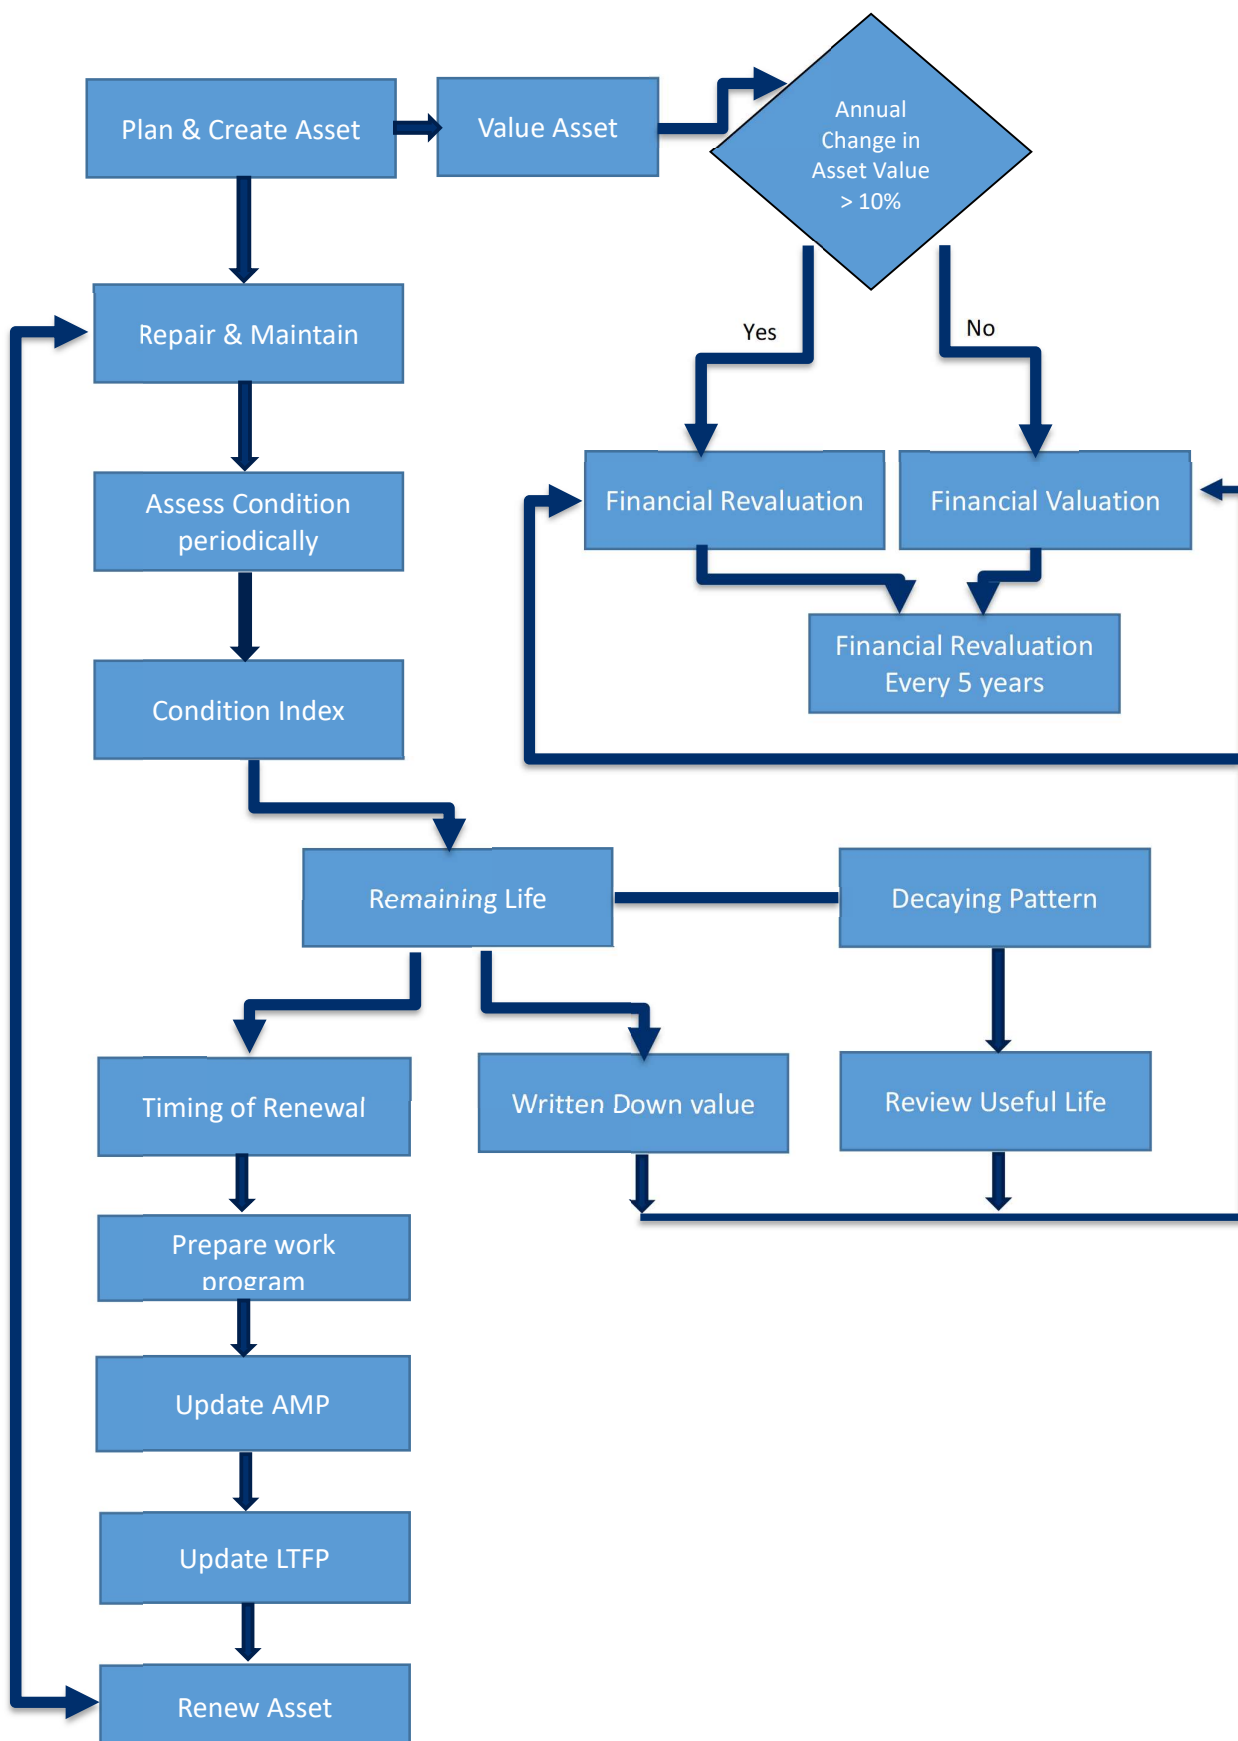 Plan & Create Asset
Value Asset
Annual
Change in
Asset Value
> 10%
Repair & Maintain
Yes
No
Assess Condition
periodically
Financial Revaluation
Financial Valuation
Financial Revaluation
Every 5 years
Condition Index
Remaining Life
Decaying Pattern
Timing of Renewal
Written Down value
Review Useful Life
Prepare work
program
Update AMP
Update LTFP
Renew Asset